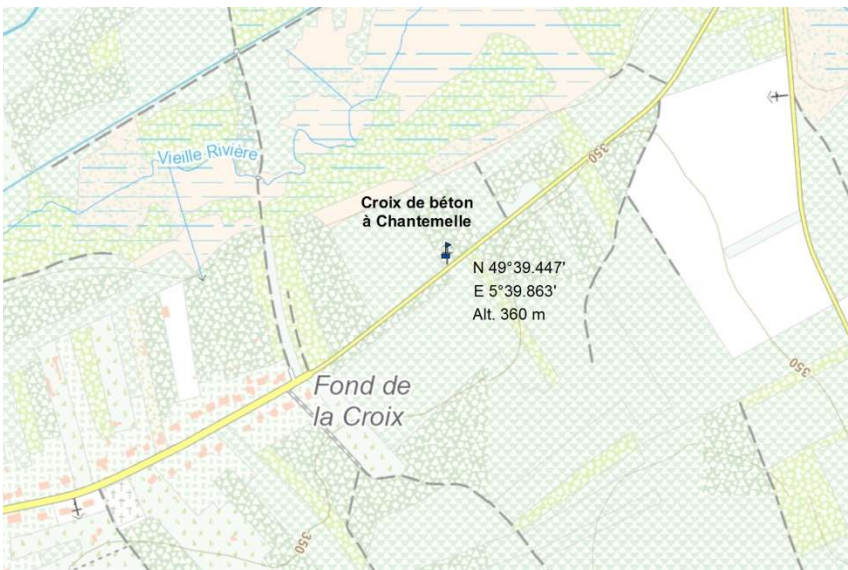 350
Vieille Rivière
Croix de béton
à Chantemelle
N 49°39.447'
E 5°39.863'
Alt. 360 m
350
Fond de
la Croix
350